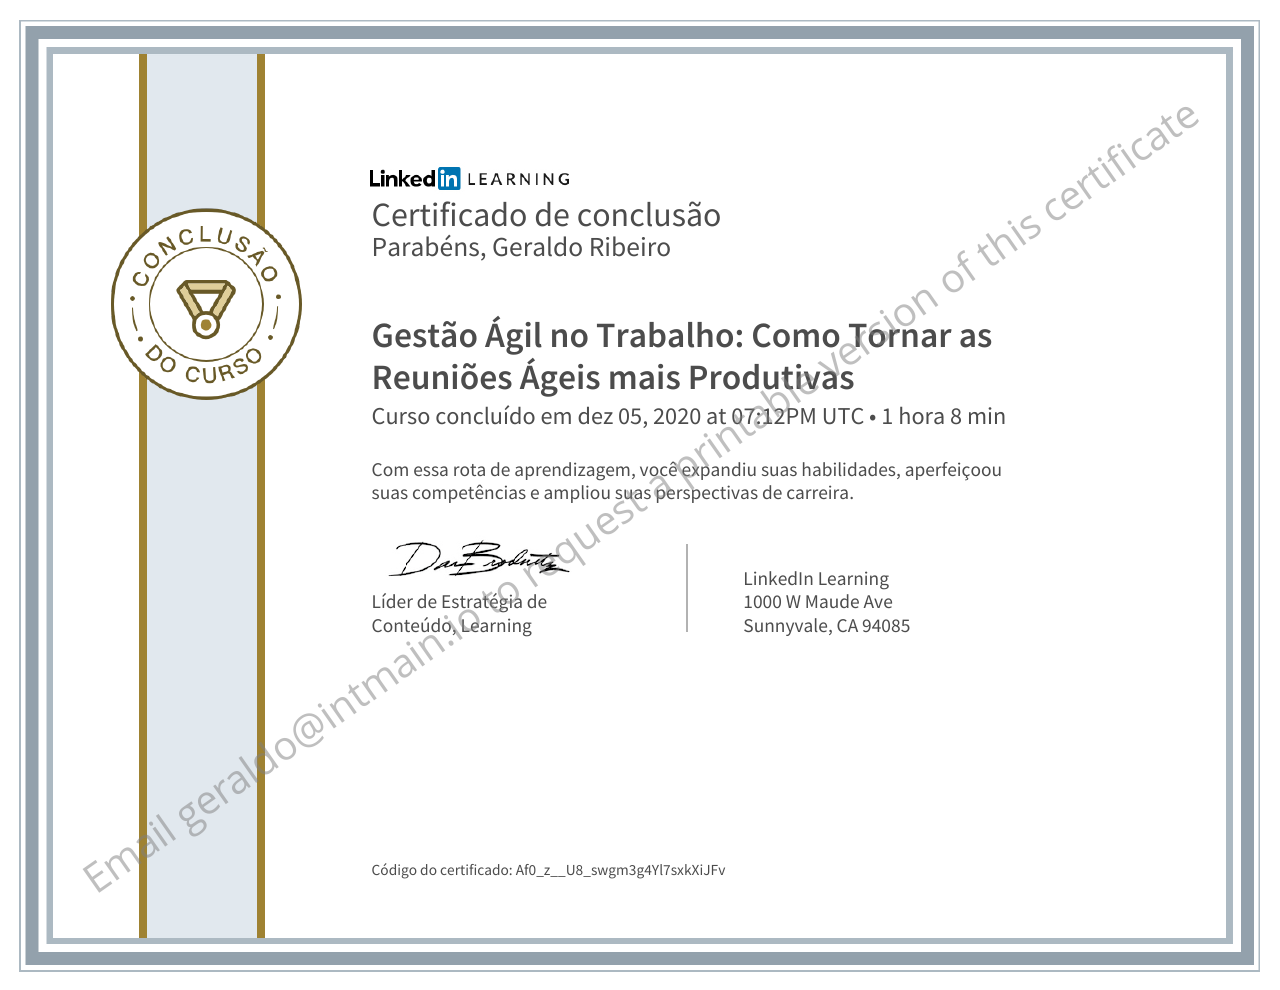 LinkedIn LEARNING
Certificado de conclusão
Parabéns, Geraldo Ribeiro
CONCLUSÃO
DO CURSO
Gestão Ágil no Trabalho: Como Tornar as
Reuniões Ágeis mais Produtivas
Curso concluído em dez 05, 2020 at 07:12PM UTC • 1 hora 8 min
Com essa rota de aprendizagem, você expandiu suas habilidades, aperfeiçoou
suas competências e ampliou suas perspectivas de carreira.
Líder de Estratégia de
Conteúdo, Learning
LinkedIn Learning
1000 W Maude Ave
Sunnyvale, CA 94085
Email geraldo@intmain.io to request a printable version of this certificate
Código do certificado: Af0_z__U8_swgm3g4Yl7sxkXiJFv